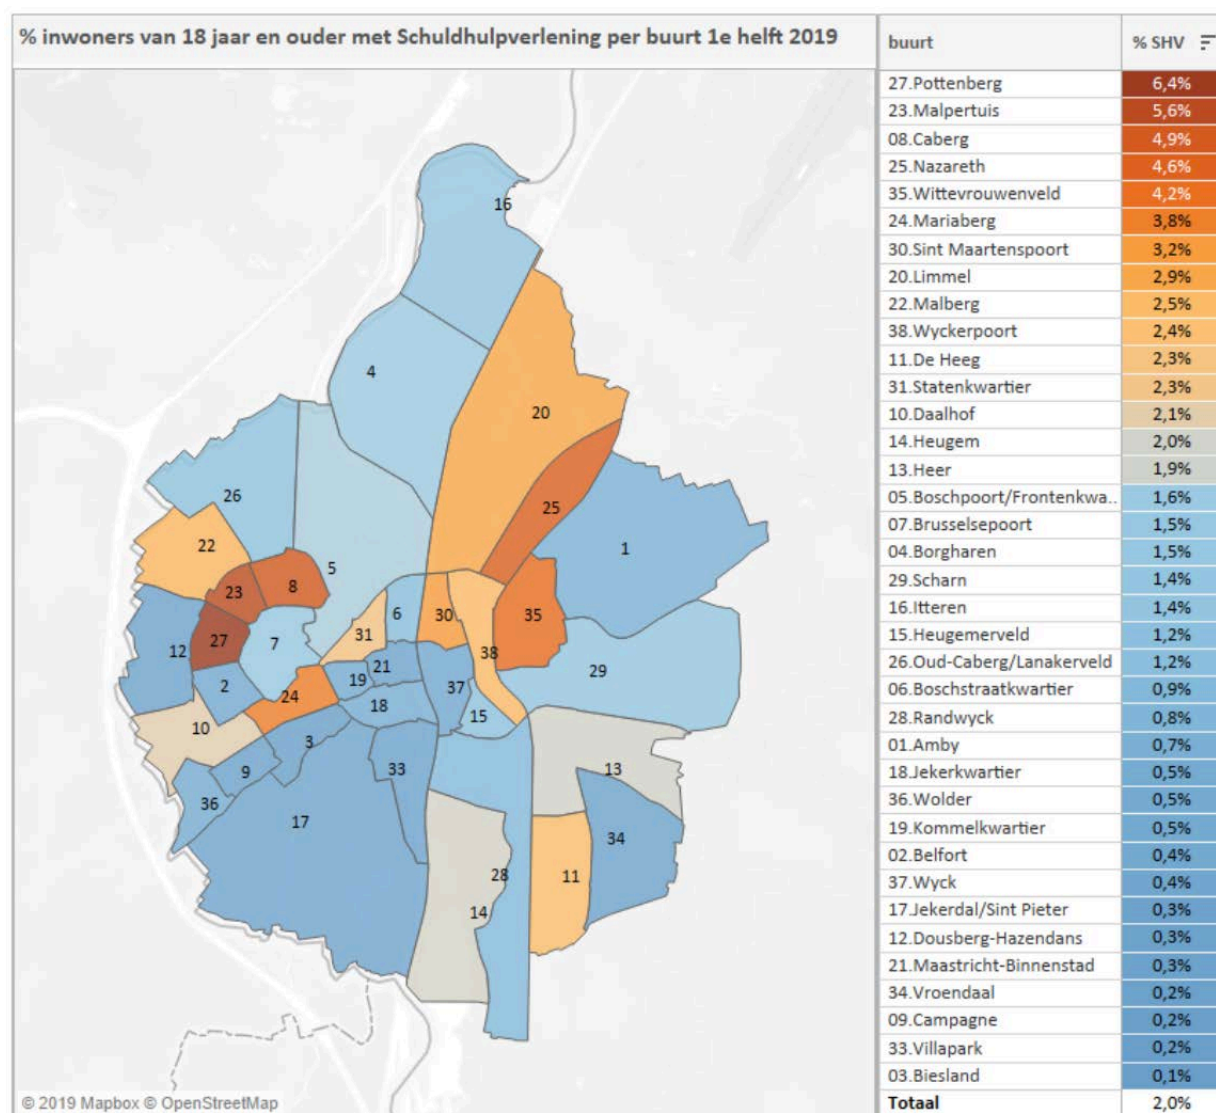 % inwoners van 18 jaar en ouder met Schuldhulpverlening per buurt 1e helft 2019
buurt % SHV
27.Pottenberg 6,4%
23.Malpertuis 5,6%
08.Caberg 4,9%
25.Nazareth 4,6%
35.Wittevrouwenveld 4,2%
24.Mariaberg 3,8%
30.Sint Maartenspoort 3,2%
20.Limmel 2,9%
22.Malberg 2,5%
38.Wyckerpoort 2,4%
11.De Heeg 2,3%
31.Statenkwartier 2,3%
10.Daalhof 2,1%
14.Heugem 2,0%
13.Heer 1,9%
05.Boschpoort/Frontenkwa.. 1,6%
07.Brusselsepoort 1,5%
04.Borgharen 1,5%
29.Scharn 1,4%
16.Itteren 1,4%
15.Heugemerveld 1,2%
26.Oud-Caberg/Lanakerveld 1,2%
06.Boschstraatkwartier 0,9%
28.Randwyck 0,8%
01.Amby 0,7%
18.Jekerkwartier 0,5%
36.Wolder 0,5%
19.Kommelkwartier 0,5%
02.Belfort 0,4%
37.Wyck 0,4%
17.Jekerdal/Sint Pieter 0,3%
12.Dousberg-Hazendans 0,3%
21.Maastricht-Binnenstad 0,3%
34.Vroendaal 0,2%
09.Campagne 0,2%
33.Villapark 0,2%
03.Biesland 0,1%
Totaal 2,0%
16
4
20
26
25
22
1
5
8
23
6
30
35
31
27
7
12
38
21
29
19
2
37
24
18
15
10
3
33
13
9
36
17
34
28
11
14
© 2019 Mapbox © OpenStreetMap